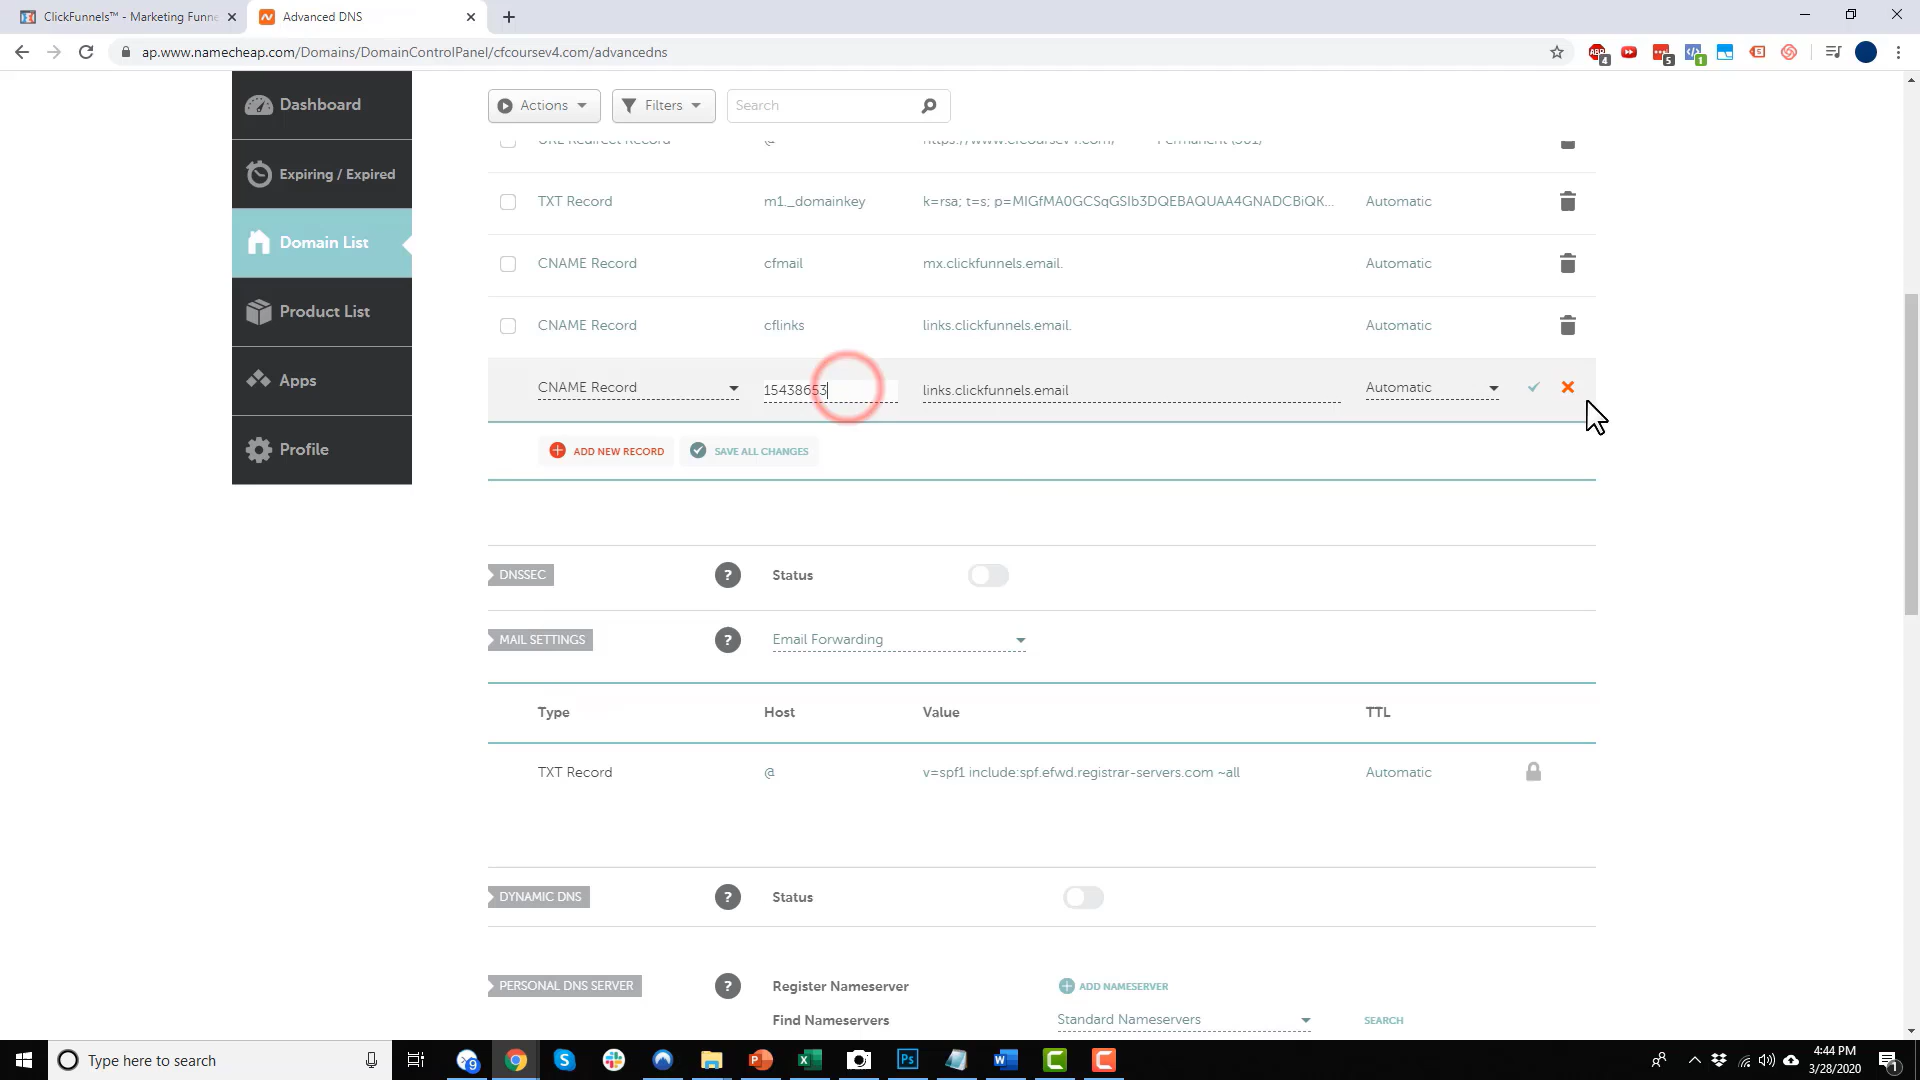 ClickFunnels™ - Marketing Funne
Advanced DNS
ap.www.namecheap.com/Domains/DomainControlPanel/cfcoursev4.com/advancedns
4
5
1
Dashboard
Expiring / Expired
Domain List
Product List
Apps
Profile
Actions
Filters
Search
URL Redirect Record @ https://www.cfcoursev4.com/ Permanent (301)
TXT Record m1._domainkey k=rsa; t=s; p=MIGfMA0GCSqGSIb3DQEBAQUAA4GNADCBiQK... Automatic
CNAME Record cfmail mx.clickfunnels.email. Automatic
CNAME Record cflinks links.clickfunnels.email. Automatic
CNAME Record 15438653 links.clickfunnels.email Automatic
ADD NEW RECORD SAVE ALL CHANGES
DNSSEC ? Status
MAIL SETTINGS ? Email Forwarding
Type Host Value TTL
TXT Record @ v=spf1 include:spf.efwd.registrar-servers.com ~all Automatic
DYNAMIC DNS ? Status
PERSONAL DNS SERVER ? Register Nameserver ADD NAMESERVER
Find Nameservers Standard Nameservers SEARCH
Type here to search
9
4:44 PM
3/28/2020
1